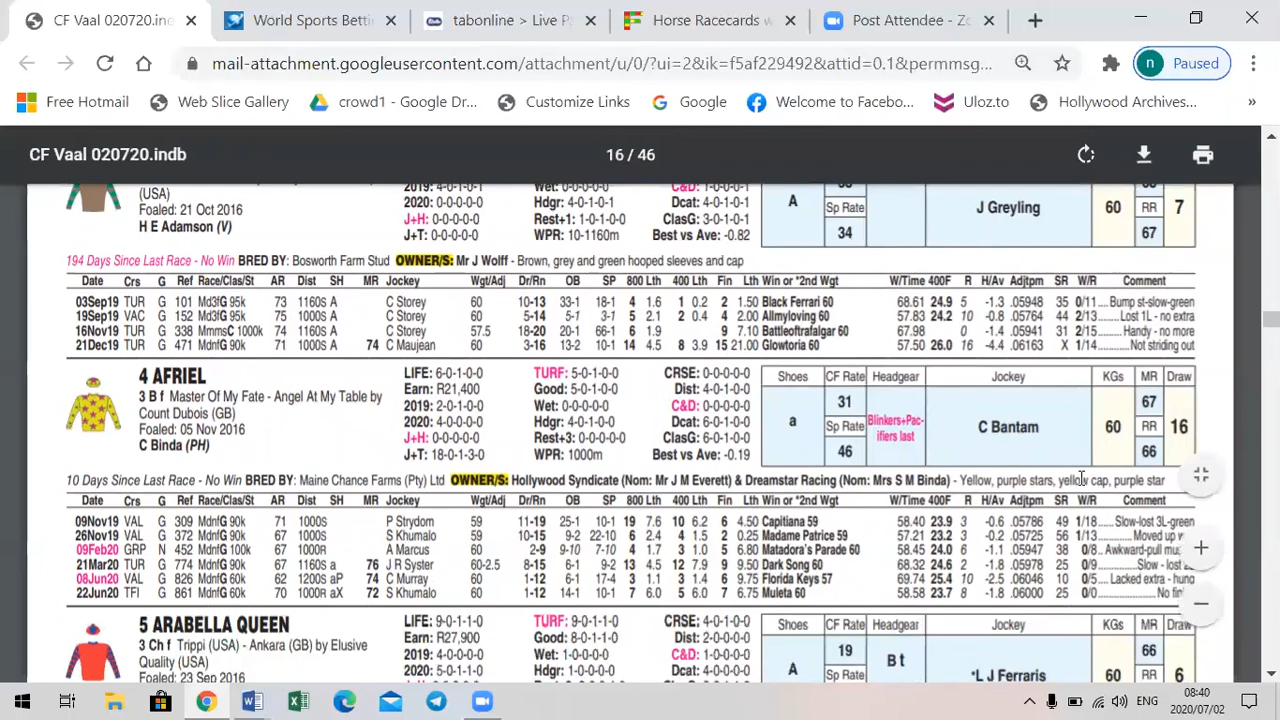 CF Vaal 020720.ind
World Sports Bett
tabonline > Live P
Horse Racecards w
Post Attendee - Zo
mail-attachment.googleusercontent.com/attachment/u/0/?ui=2&ik=f5af229492&attid=0.1&permmsg...
n Paused
Free Hotmail
Web Slice Gallery
crowd1 - Google Dr...
Customize Links
Google
Welcome to Facebo...
Uloz.to
Hollywood Archives...
»
CF Vaal 020720.indb
16 / 46
(USA)
Foaled: 21 Oct 2016
H E Adamson (V)
2019: 4-0-1-0-1 Wet: 0-0-0-0-0 C&D: 1-0-0-0-1
2020: 0-0-0-0-0 Hdgr: 4-0-1-0-1 Dcat: 4-0-1-0-1
J+H: 0-0-0-0-0 Rest+1: 1-0-1-0-0 ClasG: 3-0-1-0-1
J+T: 0-0-0-0-0 WPR: 10-1160m Best vs Ave: -0.82
A Sp Rate 34 J Greyling 60 RR 67 7
194 Days Since Last Race - No Win BRED BY: Bosworth Farm Stud OWNER/S: Mr J Wolff - Brown, grey and green hooped sleeves and cap
Date Crs G Ref Race/Clas/St AR Dist SH MR Jockey Wgt/Adj Dr/Rn OB SP 800 Lth 400 Lth Fin Lth Win or *2nd Wgt W/Time 400F R H/Av Adjtpm SR W/R Comment
03Sep19 TUR G 101 Md3fG 95k 73 1160S A C Storey 60 10-13 33-1 18-1 4 1.6 1 0.2 2 1.50 Black Ferrari 60 68.61 24.9 5 -1.3 .05948 35 0/11.... Bump st-slow-green
19Sep19 VAC G 152 Md3fG 95k 75 1000S A C Storey 60 5-14 5-1 3-1 5 2.1 2 0.4 4 2.00 Allmyloving 60 57.83 24.2 10 -0.8 .05764 44 2/13.......... Lost 1L - no extra
16Nov19 TUR G 338 MmmsC 1000k 74 1160S A C Storey 57.5 18-20 20-1 66-1 6 1.9 9 7.10 Battleoftrafalgar 60 67.98 0 -1.4 .05941 31 2/15............ Handy - no more
21Dec19 TUR G 471 MdnfG 90k 71 1000S A 74 C Maujean 60 3-16 13-2 10-1 14 4.5 8 3.9 15 21.00 Glowtoria 60 57.50 26.0 16 -4.4 .06163 X 1/14............Not striding out
4 AFRIEL
3 B f Master Of My Fate - Angel At My Table by
Count Dubois (GB)
Foaled: 05 Nov 2016
C Binda (PH)
LIFE: 6-0-1-0-0 TURF: 5-0-1-0-0 CRSE: 0-0-0-0-0
Earn: R21,400 Good: 5-0-1-0-0 Dist: 4-0-1-0-0
2019: 2-0-1-0-0 Wet: 0-0-0-0-0 C&D: 0-0-0-0-0
2020: 4-0-0-0-0 Hdgr: 4-0-1-0-0 Dcat: 6-0-1-0-0
J+H: 0-0-0-0-0 Rest+3: 0-0-0-0-0 ClasG: 6-0-1-0-0
J+T: 18-0-1-3-0 WPR: 1000m Best vs Ave: -0.19
Shoes CF Rate Headgear Jockey KGs MR Draw
a 31 Sp Rate 46 Blinkers+Pac-ifiers last C Bantam 60 67 RR 66 16
10 Days Since Last Race - No Win BRED BY: Maine Chance Farms (Pty) Ltd OWNER/S: Hollywood Syndicate (Nom: Mr J M Everett) & Dreamstar Racing (Nom: Mrs S M Binda) - Yellow, purple stars, yellow cap, purple star
Date Crs G Ref Race/Clas/St AR Dist SH MR Jockey Wgt/Adj Dr/Rn OB SP 800 Lth 400 Lth Fin Lth Win or *2nd Wgt W/Time 400F R H/Av Adjtpm SR W/R Comment
09Nov19 VAL G 309 MdnfG 90k 71 1000S P Strydom 59 11-19 25-1 10-1 19 7.6 10 6.2 6 4.50 Capitiana 59 58.40 23.9 3 -0.6 .05786 49 1/18...... Slow-lost 3L-green
26Nov19 VAL G MdnfG 90k 71 1000S S Khumalo 59 10-15 9-2 22-10 6 2.4 4 1.5 2 0.25 Madame Patrice 59 57.21 23.2 3 -0.2 .05725 56 1/13............ Moved up w
09Feb20 GRP N 452 MdnfG 100k 67 1000R A Marcus 60 2-9 9-10 7-10 4 1.7 3 1.0 5 6.80 Matadora's Parade 60 58.45 24.0 6 -1.1 .05947 38 0/8.. Awkward-pull
21Mar20 TUR G 774 MdnfG 90k 67 1160S a 76 J R Syster 60-2.5 8-15 6-1 9-2 13 4.5 12 7.9 9 9.50 Dark Song 60 68.32 24.6 2 -1.8 .05978 25 0/9............ Slow - lost
08Jun20 VAL G 826 MdnfG 80k 62 1200S aP 74 C Murray 60 1-12 6-1 17-4 3 1.1 3 1.4 6 9.75 Florida Keys 57 69.74 25.4 10 -2.5 .06046 10 0/5...... Lacked extra - hung
22Jun20 TFI G 861 MdnfG 80k 70 1000R aX 72 S Khumalo 60 1-12 14-1 10-1 7 6.0 5 6.0 7 6.75 Muleta 60 58.58 23.7 8 -1.8 .06000 25 0/0.................. No fini
5 ARABELLA QUEEN
3 Ch f Trippi (USA) - Ankara (GB) by Elusive
Quality (USA)
Foaled: 23 Sep 2016
LIFE: 9-0-1-1-0 TURF: 9-0-1-1-0 CRSE: 4-0-1-0-0
Earn: R27,900 Good: 8-0-1-1-0 Dist: 2-0-0-0-0
2019: 4-0-0-0-0 Wet: 1-0-0-0-0 C&D: 1-0-0-0-0
2020: 5-0-1-1-0 Hdgr: 1-0-0-0-0 Dcat: 4-0-1-0-0
Shoes CF Rate Headgear Jockey KGs MR Draw
A 19 Sp Rate B t *L J Ferraris 60 66 RR 6
ENG 08:40
2020/07/02